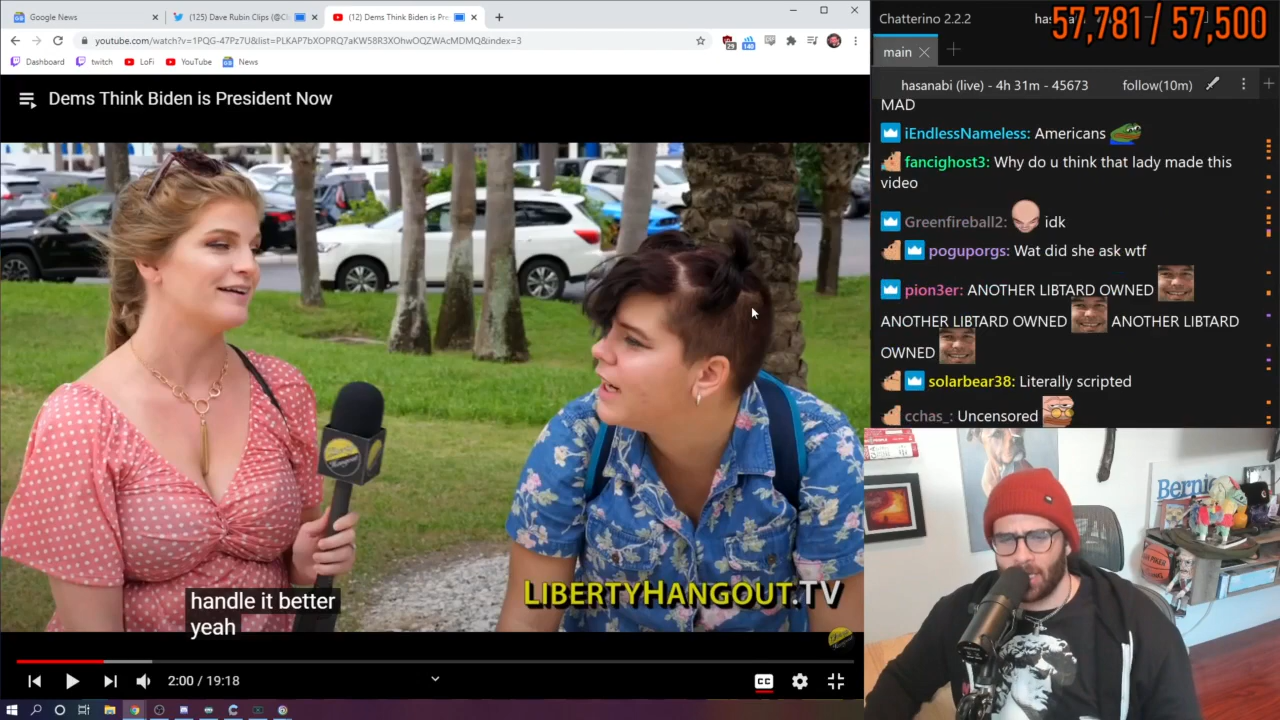 Google News
(125) Dave Rubin Clips (@Cl
(12) Dems Think Biden is Pre
youtube.com/watch?v=1PQG-47Pz7U&list=PLKAP7bXOPRQ7aKW58R3XOhwOQZWAcMDMQ&index=3
29
140
Dashboard
twitch
LoFi
YouTube
News
Dems Think Biden is President Now
handle it better
yeah
LIBERTYHANGOUT.TV
2:00 / 19:18
CC
Chatterino 2.2.2
has
57,781 / 57,500
main
hasanabi (live) - 4h 31m - 45673
follow(10m)
MAD
iEndlessNameless: Americans
fancighost3: Why do u think that lady made this
video
Greenfireball2: idk
poguporgs: Wat did she ask wtf
pion3er: ANOTHER LIBTARD OWNED
ANOTHER LIBTARD OWNED ANOTHER LIBTARD
OWNED
solarbear38: Literally scripted
cchas_: Uncensored
Bernie